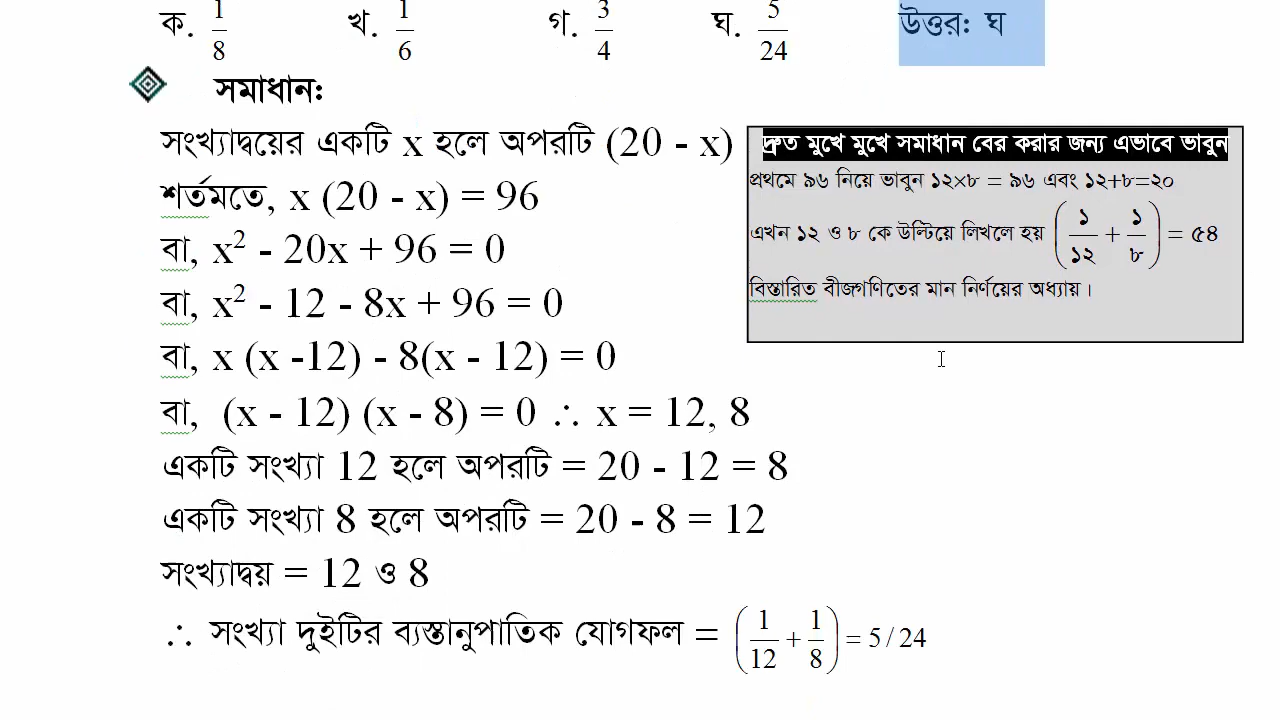 ক. 1/8 খ. 1/6 গ. 3/4 ঘ. 5/24 উত্তর: ঘ
সমাধান:
সংখ্যাদ্বয়ের একটি x হলে অপরটি (20 - x)
শর্তমতে, x (20 - x) = 96
বা, x² - 20x + 96 = 0
বা, x² - 12 - 8x + 96 = 0
বা, x (x -12) - 8(x - 12) = 0
বা, (x - 12) (x - 8) = 0 ∴ x = 12, 8
একটি সংখ্যা 12 হলে অপরটি = 20 - 12 = 8
একটি সংখ্যা 8 হলে অপরটি = 20 - 8 = 12
সংখ্যাদ্বয় = 12 ও 8
∴ সংখ্যা দুইটির ব্যস্তানুপাতিক যোগফল = (1/12 + 1/8) = 5/24
দ্রুত মুখে মুখে সমাধান বের করার জন্য এভাবে ভাবুন
প্রথমে ৯৬ নিয়ে ভাবুন ১২×৮ = ৯৬ এবং ১২+৮=২০
এখন ১২ ও ৮ কে উল্টিয়ে লিখলে হয় (১/১২ + ১/৮) = ৫৪
বিস্তারিত বীজগণিতের মান নির্ণয়ের অধ্যায়।